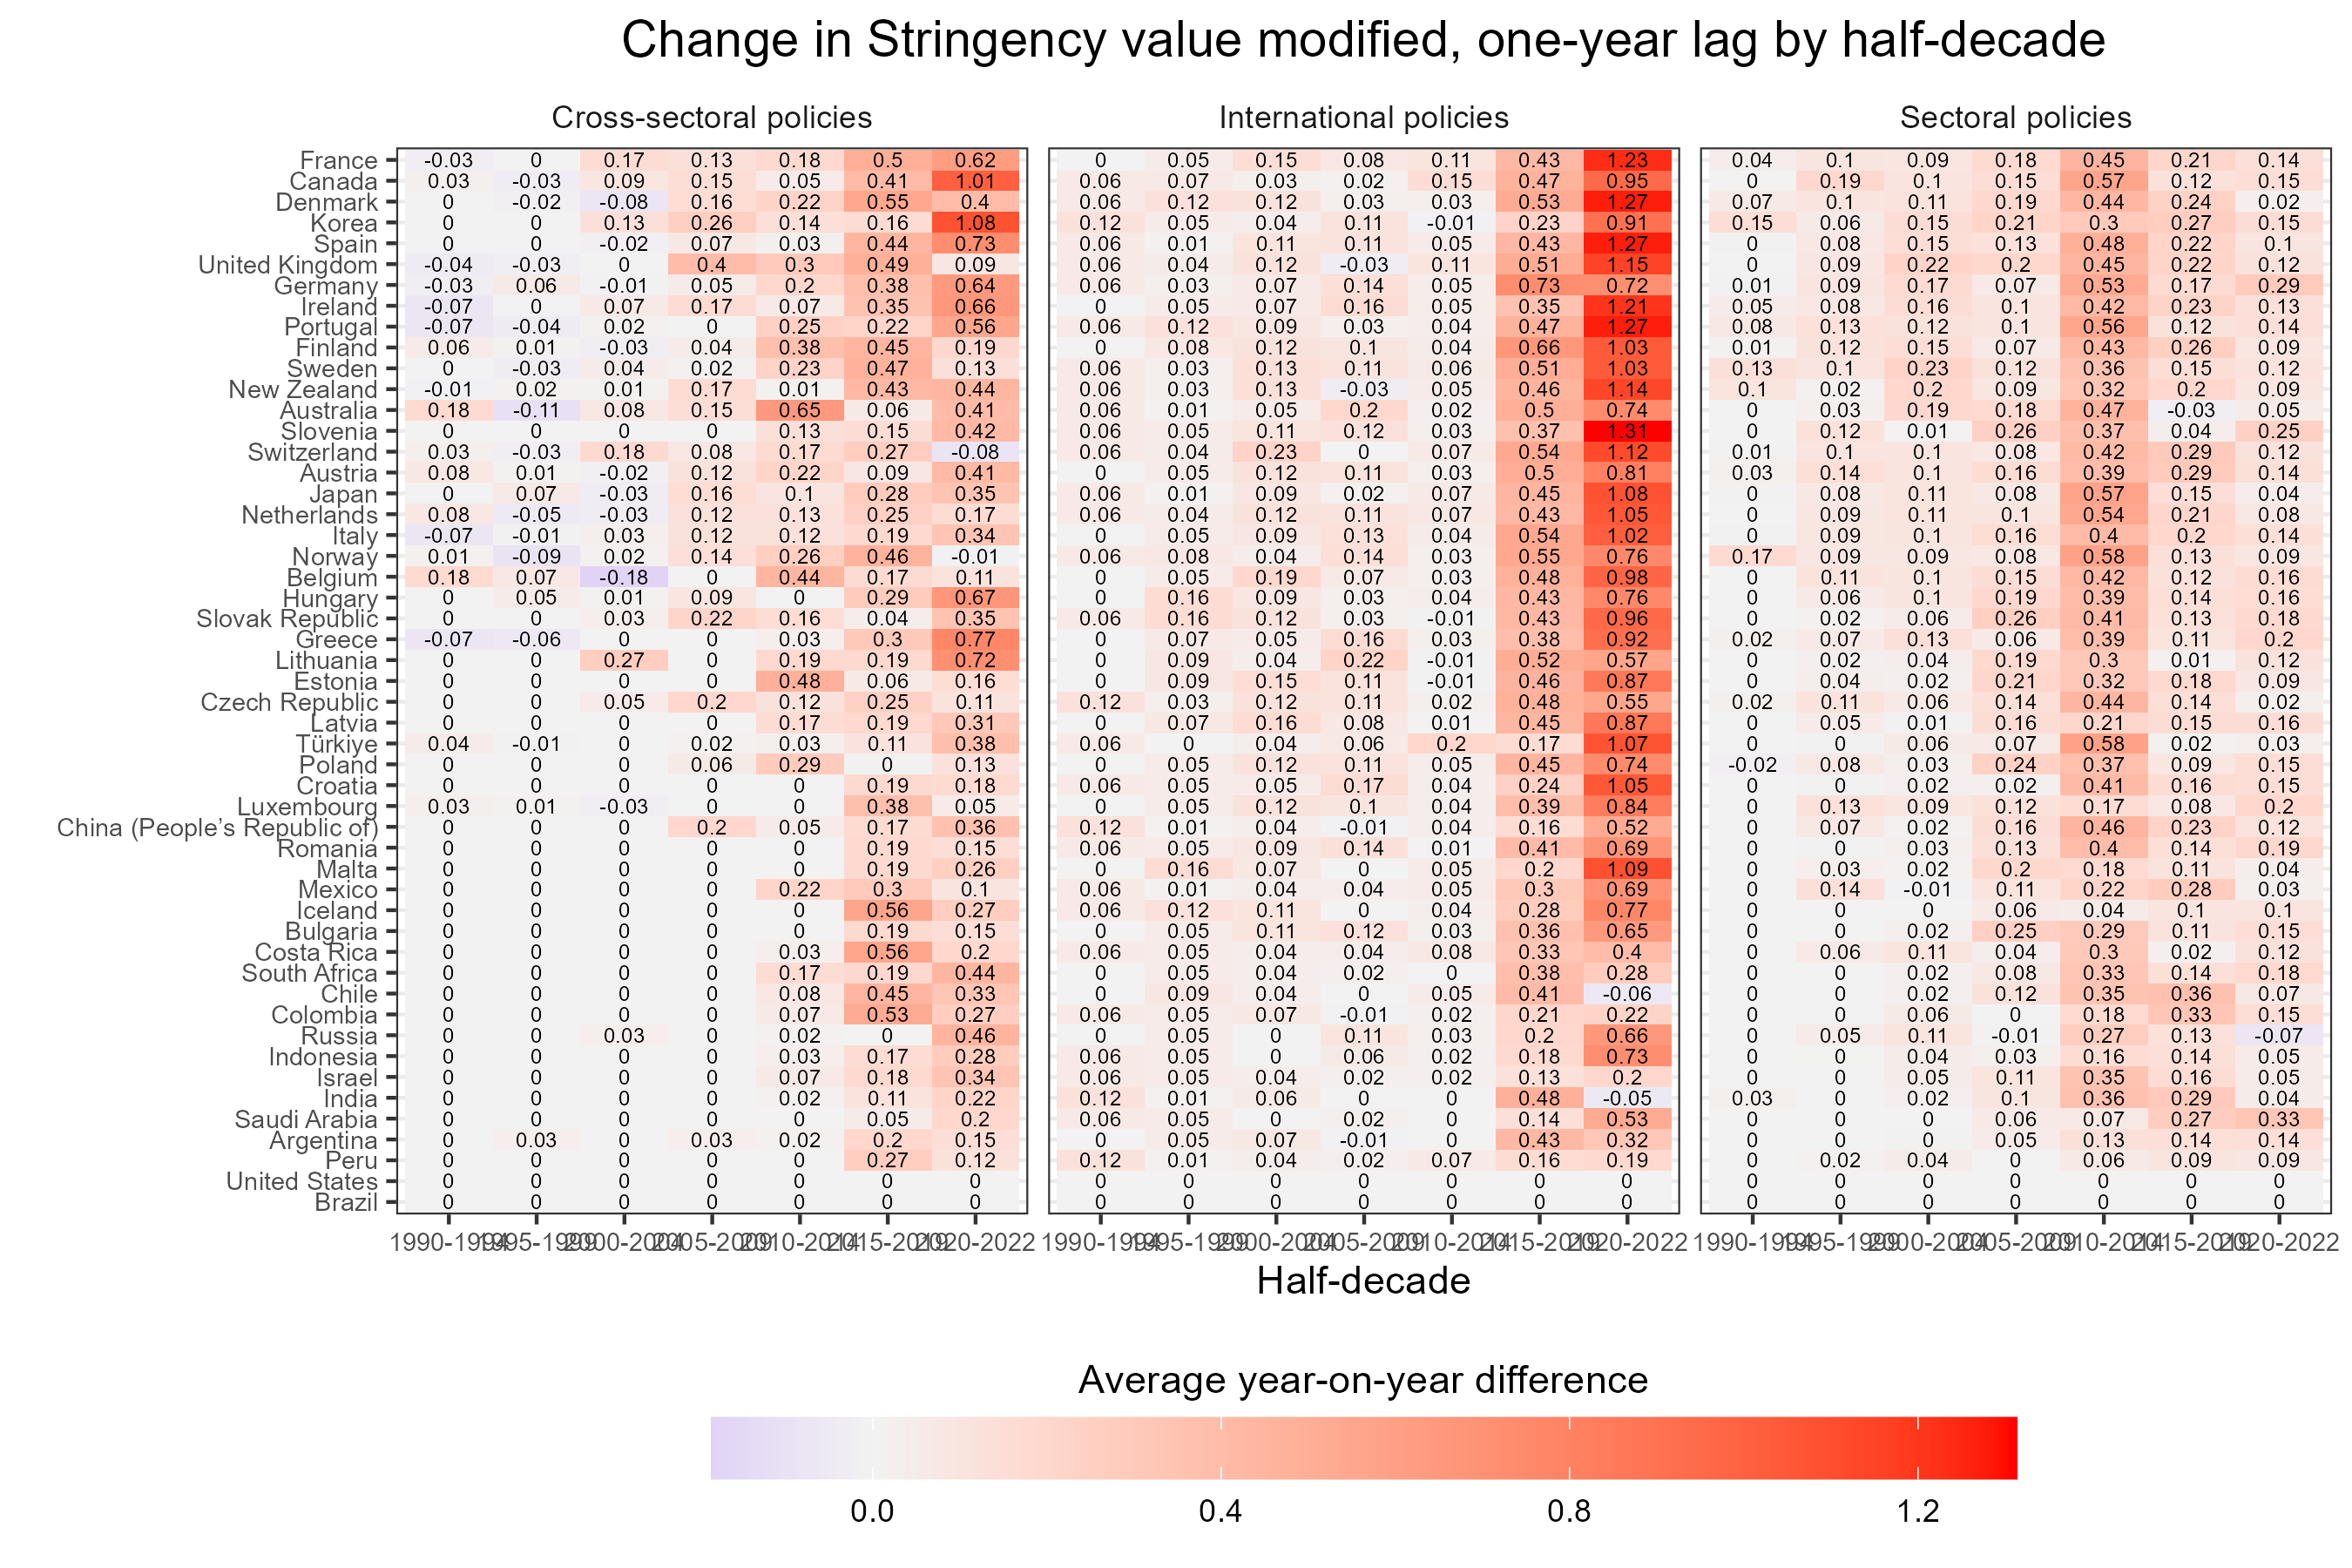 Change in Stringency value modified, one-year lag by half-decade
Cross-sectoral policies International policies Sectoral policies
France -0.03 0 0.17 0.13 0.18 0.5 0.62 0 0.05 0.15 0.08 0.11 0.43 1.23 0.04 0.1 0.09 0.18 0.45 0.21 0.14
Canada 0.03 -0.03 0.09 0.15 0.05 0.41 1.01 0.06 0.07 0.03 0.02 0.15 0.47 0.95 0 0.19 0.1 0.15 0.57 0.12 0.15
Denmark 0 -0.02 -0.08 0.16 0.22 0.55 0.4 0.06 0.12 0.12 0.03 0.03 0.53 1.27 0.07 0.1 0.11 0.19 0.44 0.24 0.02
Korea 0 0 0.13 0.26 0.14 0.16 1.08 0.12 0.05 0.04 0.11 -0.01 0.23 0.91 0.15 0.06 0.15 0.21 0.3 0.27 0.15
Spain 0 0 -0.02 0.07 0.03 0.44 0.73 0.06 0.01 0.11 0.11 0.05 0.43 1.27 0 0.08 0.15 0.13 0.48 0.22 0.1
United Kingdom -0.04 -0.03 0 0.4 0.3 0.49 0.09 0.06 0.04 0.12 -0.03 0.11 0.51 1.15 0 0.09 0.22 0.2 0.45 0.22 0.12
Germany -0.03 0.06 -0.01 0.05 0.2 0.38 0.64 0.06 0.03 0.07 0.14 0.05 0.73 0.72 0.01 0.09 0.17 0.07 0.53 0.17 0.29
Ireland -0.07 0 0.07 0.17 0.07 0.35 0.66 0 0.05 0.07 0.16 0.05 0.35 1.21 0.05 0.08 0.16 0.1 0.42 0.23 0.13
Portugal -0.07 -0.04 0.02 0 0.25 0.22 0.56 0.06 0.12 0.09 0.03 0.04 0.47 1.27 0.08 0.13 0.12 0.1 0.56 0.12 0.14
Finland 0.06 0.01 -0.03 0.04 0.38 0.45 0.19 0 0.08 0.12 0.1 0.04 0.66 1.03 0.01 0.12 0.15 0.07 0.43 0.26 0.09
Sweden 0 -0.03 0.04 0.02 0.23 0.47 0.13 0.06 0.03 0.13 0.11 0.06 0.51 1.03 0.13 0.1 0.23 0.12 0.36 0.15 0.12
New Zealand -0.01 0.02 0.01 0.17 0.01 0.43 0.44 0.06 0.03 0.13 -0.03 0.05 0.46 1.14 0.1 0.02 0.2 0.09 0.32 0.2 0.09
Australia 0.18 -0.11 0.08 0.15 0.65 0.06 0.41 0.06 0.01 0.05 0.2 0.02 0.5 0.74 0 0.03 0.19 0.18 0.47 -0.03 0.05
Slovenia 0 0 0 0 0.13 0.15 0.42 0.06 0.05 0.11 0.12 0.03 0.37 1.31 0 0.12 0.01 0.26 0.37 0.04 0.25
Switzerland 0.03 -0.03 0.18 0.08 0.17 0.27 -0.08 0.06 0.04 0.23 0 0.07 0.54 1.12 0.01 0.1 0.1 0.08 0.42 0.29 0.12
Austria 0.08 0.01 -0.02 0.12 0.22 0.09 0.41 0 0.05 0.12 0.11 0.03 0.5 0.81 0.03 0.14 0.1 0.16 0.39 0.29 0.14
Japan 0 0.07 -0.03 0.16 0.1 0.28 0.35 0.06 0.01 0.09 0.02 0.07 0.45 1.08 0 0.08 0.11 0.08 0.57 0.15 0.04
Netherlands 0.08 -0.05 -0.03 0.12 0.13 0.25 0.17 0.06 0.04 0.12 0.11 0.07 0.43 1.05 0 0.09 0.11 0.1 0.54 0.21 0.08
Italy -0.07 -0.01 0.03 0.12 0.12 0.19 0.34 0 0.05 0.09 0.13 0.04 0.54 1.02 0 0.09 0.1 0.16 0.4 0.2 0.14
Norway 0.01 -0.09 0.02 0.14 0.26 0.46 -0.01 0.06 0.08 0.04 0.14 0.03 0.55 0.76 0.17 0.09 0.09 0.08 0.58 0.13 0.09
Belgium 0.18 0.07 -0.18 0 0.44 0.17 0.11 0 0.05 0.19 0.07 0.03 0.48 0.98 0 0.11 0.1 0.15 0.42 0.12 0.16
Hungary 0 0.05 0.01 0.09 0 0.29 0.67 0 0.16 0.09 0.03 0.04 0.43 0.76 0 0.06 0.1 0.19 0.39 0.14 0.16
Slovak Republic 0 0 0.03 0.22 0.16 0.04 0.35 0.06 0.16 0.12 0.03 -0.01 0.43 0.96 0 0.02 0.06 0.26 0.41 0.13 0.18
Greece -0.07 -0.06 0 0 0.03 0.3 0.77 0 0.07 0.05 0.16 0.03 0.38 0.92 0.02 0.07 0.13 0.06 0.39 0.11 0.2
Lithuania 0 0 0.27 0 0.19 0.19 0.72 0 0.09 0.04 0.22 -0.01 0.52 0.57 0 0.02 0.04 0.19 0.3 0.01 0.12
Estonia 0 0 0 0 0.48 0.06 0.16 0 0.09 0.15 0.11 -0.01 0.46 0.87 0 0.04 0.02 0.21 0.32 0.18 0.09
Czech Republic 0 0 0.05 0.2 0.12 0.25 0.11 0.12 0.03 0.12 0.11 0.02 0.48 0.55 0.02 0.11 0.06 0.14 0.44 0.14 0.02
Latvia 0 0 0 0 0.17 0.19 0.31 0 0.07 0.16 0.08 0.01 0.45 0.87 0 0.05 0.01 0.16 0.21 0.15 0.16
Türkiye 0.04 -0.01 0 0.02 0.03 0.11 0.38 0.06 0 0.04 0.06 0.2 0.17 1.07 0 0 0.06 0.07 0.58 0.02 0.03
Poland 0 0 0 0.06 0.29 0 0.13 0 0.05 0.12 0.11 0.05 0.45 0.74 -0.02 0.08 0.03 0.24 0.37 0.09 0.15
Croatia 0 0 0 0 0 0.19 0.18 0.06 0.05 0.05 0.17 0.04 0.24 1.05 0 0 0.02 0.02 0.41 0.16 0.15
Luxembourg 0.03 0.01 -0.03 0 0 0.38 0.05 0 0.05 0.12 0.1 0.04 0.39 0.84 0 0.13 0.09 0.12 0.17 0.08 0.2
China (People’s Republic of) 0 0 0 0.2 0.05 0.17 0.36 0.12 0.01 0.04 -0.01 0.04 0.16 0.52 0 0.07 0.02 0.16 0.46 0.23 0.12
Romania 0 0 0 0 0 0.19 0.15 0.06 0.05 0.09 0.14 0.01 0.41 0.69 0 0 0.03 0.13 0.4 0.14 0.19
Malta 0 0 0 0 0 0.19 0.26 0 0.16 0.07 0 0.05 0.2 1.09 0 0.03 0.02 0.2 0.18 0.11 0.04
Mexico 0 0 0 0 0.22 0.3 0.1 0.06 0.01 0.04 0.04 0.05 0.3 0.69 0 0.14 -0.01 0.11 0.22 0.28 0.03
Iceland 0 0 0 0 0 0.56 0.27 0.06 0.12 0.11 0 0.04 0.28 0.77 0 0 0 0.06 0.04 0.1 0.1
Bulgaria 0 0 0 0 0 0.19 0.15 0 0.05 0.11 0.12 0.03 0.36 0.65 0 0 0.02 0.25 0.29 0.11 0.15
Costa Rica 0 0 0 0 0.03 0.56 0.2 0.06 0.05 0.04 0.04 0.08 0.33 0.4 0 0.06 0.11 0.04 0.3 0.02 0.12
South Africa 0 0 0 0 0.17 0.19 0.44 0 0.05 0.04 0.02 0 0.38 0.28 0 0 0.02 0.08 0.33 0.14 0.18
Chile 0 0 0 0 0.08 0.45 0.33 0 0.09 0.04 0 0.05 0.41 -0.06 0 0 0.02 0.12 0.35 0.36 0.07
Colombia 0 0 0 0 0.07 0.53 0.27 0.06 0.05 0.07 -0.01 0.02 0.21 0.22 0 0 0.06 0 0.18 0.33 0.15
Russia 0 0 0.03 0 0.02 0 0.46 0 0.05 0 0.11 0.03 0.2 0.66 0 0.05 0.11 -0.01 0.27 0.13 -0.07
Indonesia 0 0 0 0 0.03 0.17 0.28 0.06 0.05 0 0.06 0.02 0.18 0.73 0 0 0.04 0.03 0.16 0.14 0.05
Israel 0 0 0 0 0.07 0.18 0.34 0.06 0.05 0.04 0.02 0.02 0.13 0.2 0 0 0.05 0.11 0.35 0.16 0.05
India 0 0 0 0 0.02 0.11 0.22 0.12 0.01 0.06 0 0 0.48 -0.05 0.03 0 0.02 0.1 0.36 0.29 0.04
Saudi Arabia 0 0 0 0 0 0.05 0.2 0.06 0.05 0 0.02 0 0.14 0.53 0 0 0 0.06 0.07 0.27 0.33
Argentina 0 0.03 0 0.03 0.02 0.2 0.15 0 0.05 0.07 -0.01 0 0.43 0.32 0 0 0 0.05 0.13 0.14 0.14
Peru 0 0 0 0 0 0.27 0.12 0.12 0.01 0.04 0.02 0.07 0.16 0.19 0 0.02 0.04 0 0.06 0.09 0.09
United States 0 0 0 0 0 0 0 0 0 0 0 0 0 0 0 0 0 0 0 0 0
Brazil 0 0 0 0 0 0 0 0 0 0 0 0 0 0 0 0 0 0 0 0 0
1990-1994 1995-1999 2000-2004 2005-2009 2010-2014 2015-2019 2020-2022 1990-1994 1995-1999 2000-2004 2005-2009 2010-2014 2015-2019 2020-2022 1990-1994 1995-1999 2000-2004 2005-2009 2010-2014 2015-2019 2020-2022
Half-decade
Average year-on-year difference
0.0 0.4 0.8 1.2